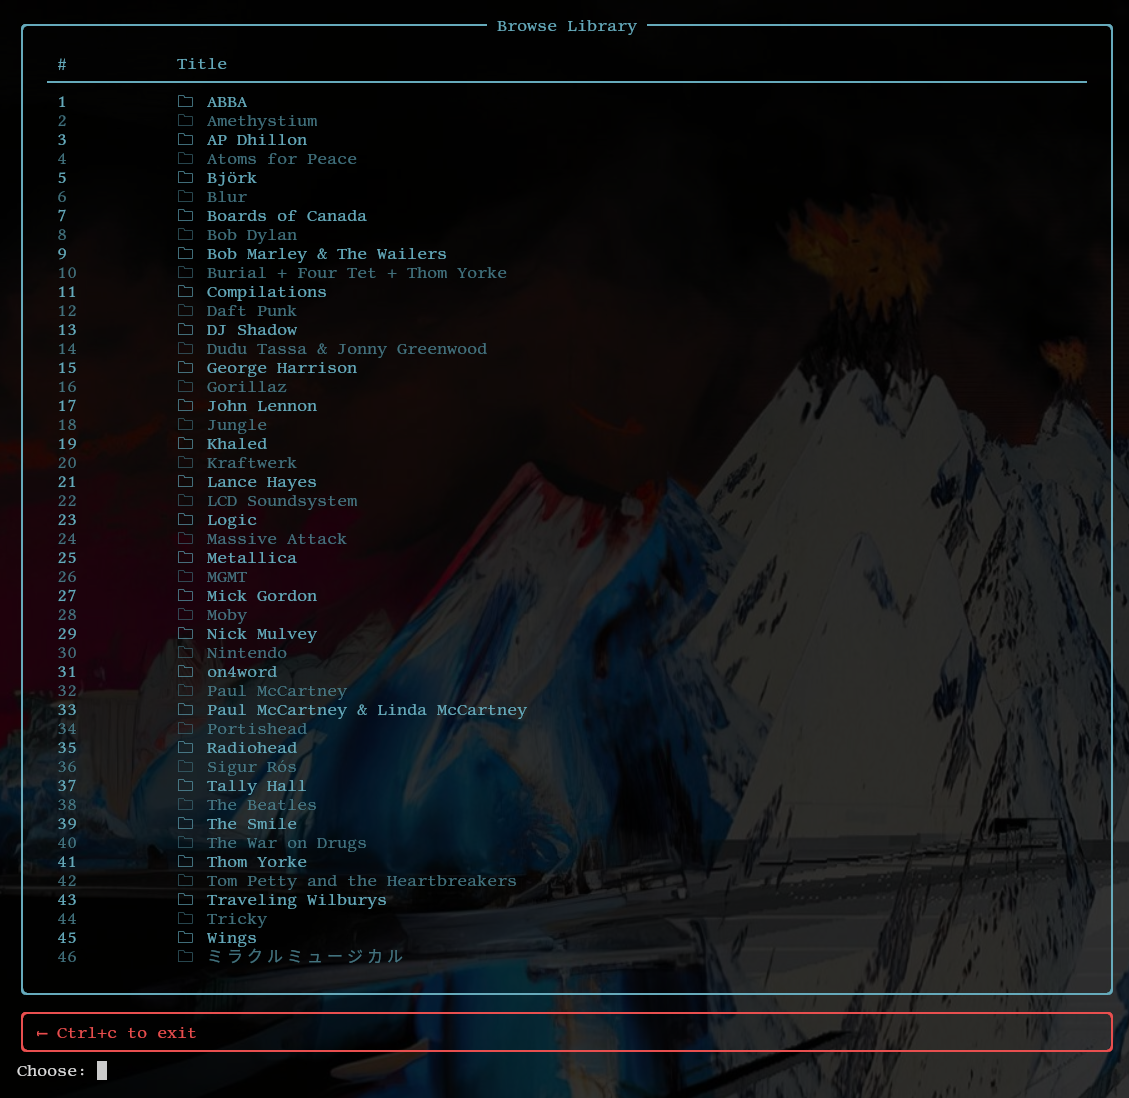 Browse Library
# Title
1 ABBA
2 Amethystium
3 AP Dhillon
4 Atoms for Peace
5 Björk
6 Blur
7 Boards of Canada
8 Bob Dylan
9 Bob Marley & The Wailers
10 Burial + Four Tet + Thom Yorke
11 Compilations
12 Daft Punk
13 DJ Shadow
14 Dudu Tassa & Jonny Greenwood
15 George Harrison
16 Gorillaz
17 John Lennon
18 Jungle
19 Khaled
20 Kraftwerk
21 Lance Hayes
22 LCD Soundsystem
23 Logic
24 Massive Attack
25 Metallica
26 MGMT
27 Mick Gordon
28 Moby
29 Nick Mulvey
30 Nintendo
31 on4word
32 Paul McCartney
33 Paul McCartney & Linda McCartney
34 Portishead
35 Radiohead
36 Sigur Rós
37 Tally Hall
38 The Beatles
39 The Smile
40 The War on Drugs
41 Thom Yorke
42 Tom Petty and the Heartbreakers
43 Traveling Wilburys
44 Tricky
45 Wings
46 ミラクルミュージカル
← Ctrl+c to exit
Choose: